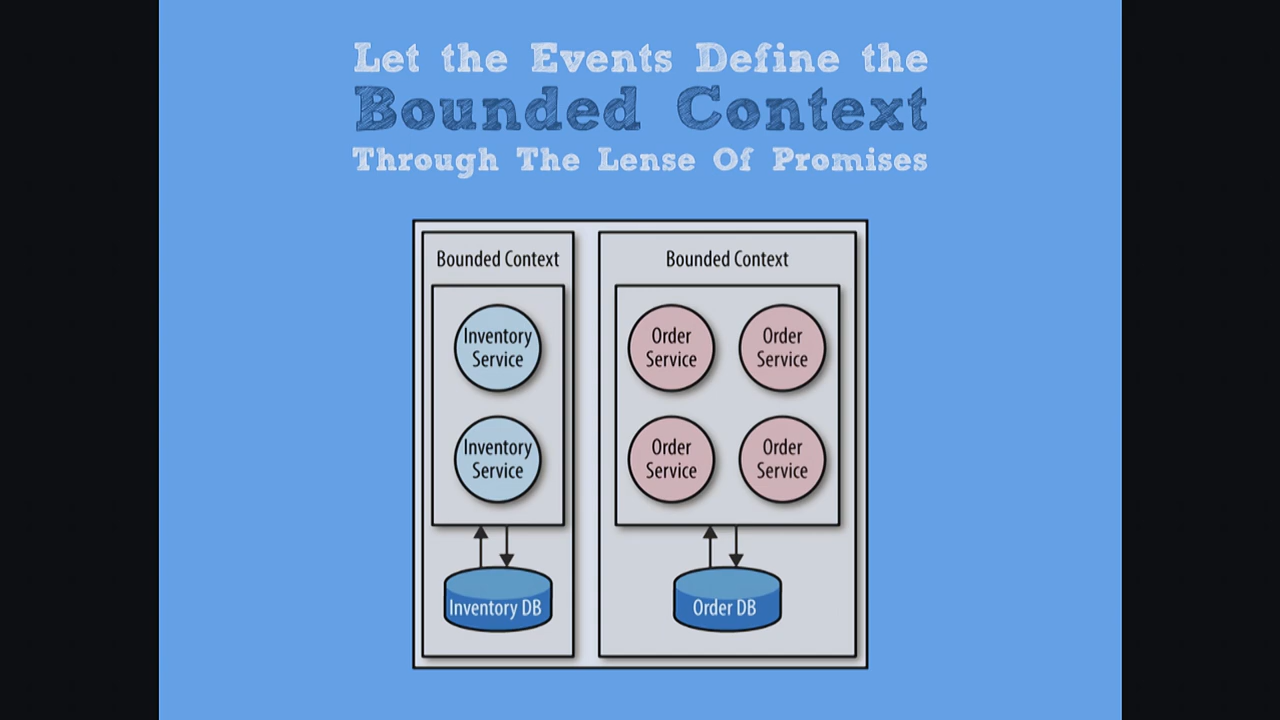 Let the Events Define the
Bounded Context
Through The Lense Of Promises
Bounded Context
Inventory
Service
Inventory
Service
Inventory DB
Bounded Context
Order
Service
Order
Service
Order
Service
Order
Service
Order DB